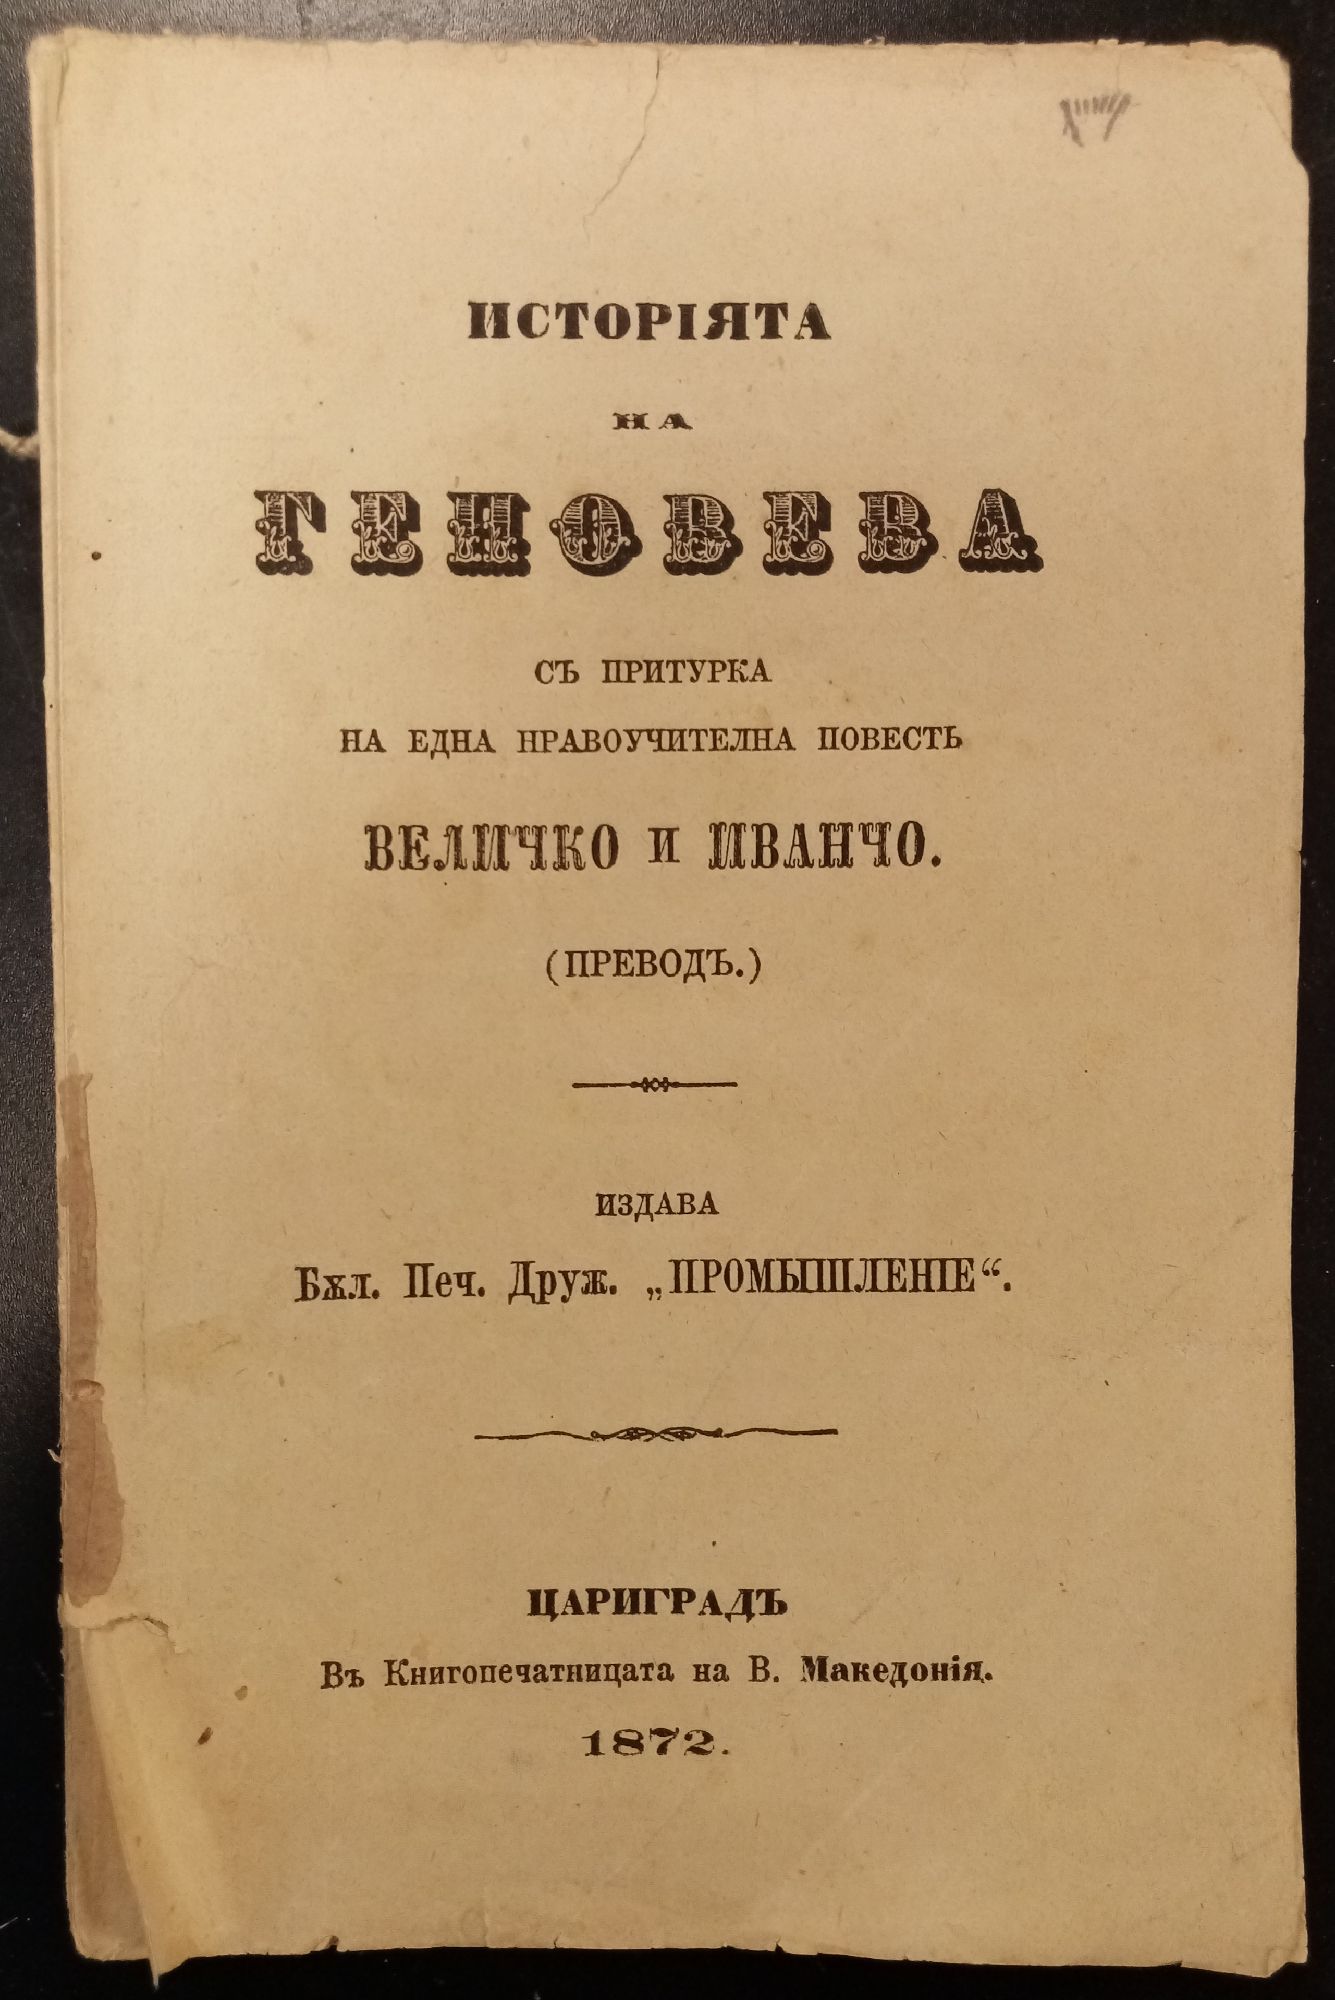 ИСТОРІЯТА
НА
ГЕНОВЕВА
СЪ ПРИТУРКА
НА ЕДНА НРАВОУЧИТЕЛНА ПОВЕСТЬ
ВЕЛИЧКО И ИВАНЧО.
(ПРЕВОДЪ.)
ИЗДАВА
Бѫл. Печ. Друж. „ПРОМЫШЛЕНІЕ“.
ЦАРИГРАДЪ
Въ Книгопечатницата на В. Македонія.
1872.